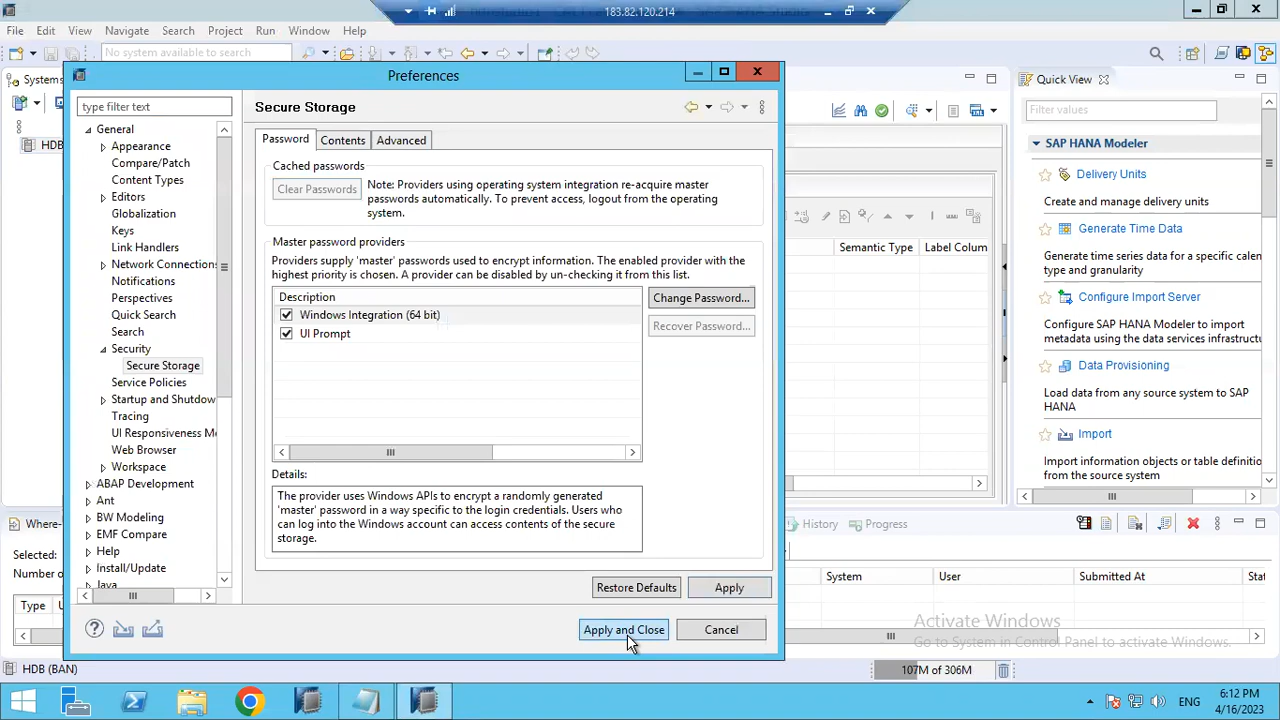 183.82.120.214
File Edit View Navigate Search Project Run Window Help
No system available to search
Systems
Quick View
Preferences
type filter text
Secure Storage
Filter values
General
Appearance
Compare/Patch
Content Types
Editors
Globalization
Keys
Link Handlers
Network Connections
Notifications
Perspectives
Quick Search
Search
Security
Secure Storage
Service Policies
Startup and Shutdow
Tracing
UI Responsiveness M
Web Browser
Workspace
ABAP Development
Ant
BW Modeling
EMF Compare
Help
Install/Update
Java
Password Contents Advanced
Cached passwords
Clear Passwords
Note: Providers using operating system integration re-acquire master
passwords automatically. To prevent access, logout from the operating
system.
Master password providers
Providers supply 'master' passwords used to encrypt information. The enabled provider with the
highest priority is chosen. A provider can be disabled by un-checking it from this list.
Description
Windows Integration (64 bit)
UI Prompt
Change Password...
Recover Password...
Details:
The provider uses Windows APIs to encrypt a randomly generated
'master' password in a way specific to the login credentials. Users who
can log into the Windows account can access contents of the secure
storage.
Restore Defaults Apply
Apply and Close Cancel
HDB
Semantic Type Label Colum
SAP HANA Modeler
Delivery Units
Create and manage delivery units
Generate Time Data
Generate time series data for a specific calen
type and granularity
Configure Import Server
Configure SAP HANA Modeler to import
metadata using the data services infrastructu
Data Provisioning
Load data from any source system to SAP
HANA
Import
Import information objects or table definition
from the source system
Where-
History Progress
Selected:
Number o
Type
System User Submitted At Stat
Activate Windows
Go to System in Control Panel to activate Windows.
HDB (BAN)
107M of 306M
ENG
6:12 PM
4/16/2023